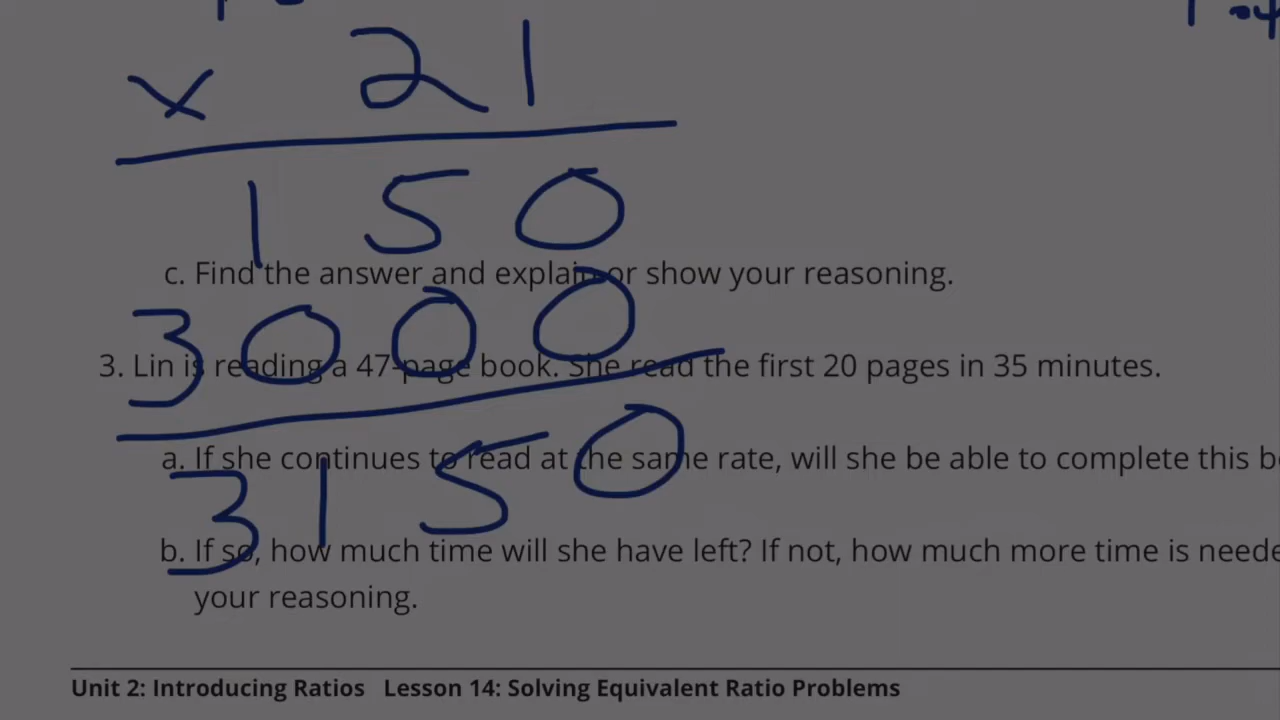 x 21
150
c. Find the answer and explain or show your reasoning.
3000
3. Lin is reading a 47-page book. She read the first 20 pages in 35 minutes.
a. If she continues to read at the same rate, will she be able to complete this
3150
b. If so, how much time will she have left? If not, how much more time is
your reasoning.
Unit 2: Introducing Ratios Lesson 14: Solving Equivalent Ratio Problems